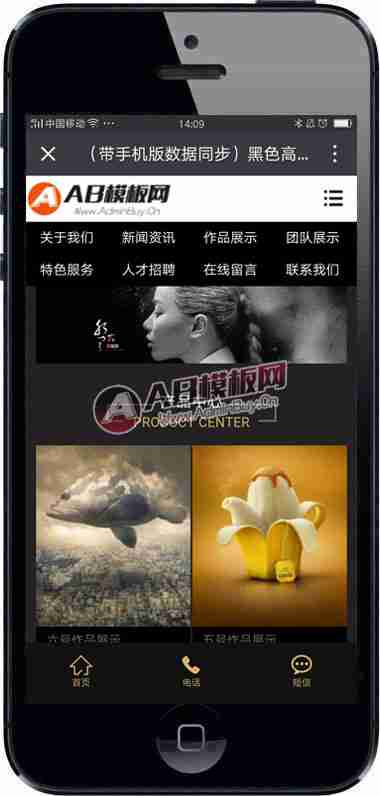 中国移动 14:09
（带手机版数据同步）黑色高...
AB模板网
Www.AdminBuy.Cn
关于我们 新闻资讯 作品展示 团队展示
特色服务 人才招聘 在线留言 联系我们
AB模板网
Www.AdminBuy.Cn
PRODUCT CENTER
六号作品展示 五号作品展示
首页 电话 短信